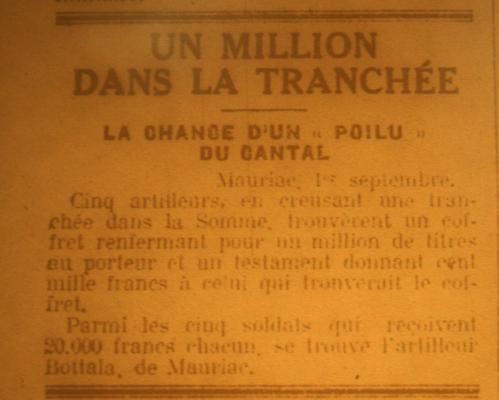 UN MILLION
DANS LA TRANCHÉE
LA CHANCE D'UN « POILU »
DU CANTAL
Mauriac, 1er septembre.
Cinq artilleurs, en creusant une tran-
chée dans la Somme, trouvèrent un cof-
fret renfermant pour un million de titres
au porteur et un testament donnant cent
mille francs à celui qui trouverait le cof-
fret.
Parmi les cinq soldats qui reçoivent
20.000 francs chacun, se trouve l'artilleur
Bottala, de Mauriac.